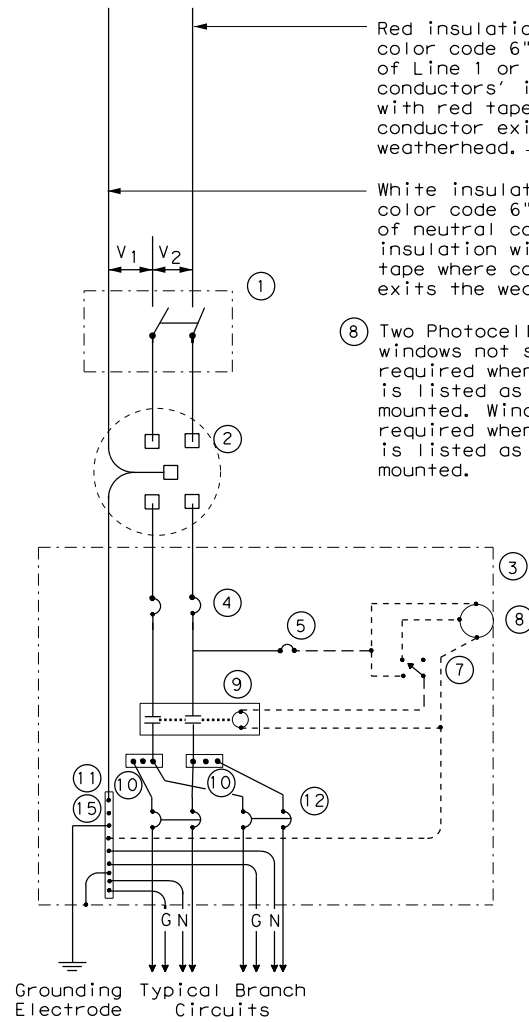 Red insulatio
color code 6"
of Line 1 or
conductors' i
with red tape
conductor exi
weatherhead.
White insulat
color code 6"
of neutral co
insulation wi
tape where co
exits the wea
V1 V2
1
8 Two Photocell
windows not s
required when
is listed as
mounted. Wind
required when
is listed as
mounted.
2
3
4
8
5
7
9
11 10 10 12
15
G N G N
Grounding Typical Branch
Electrode Circuits